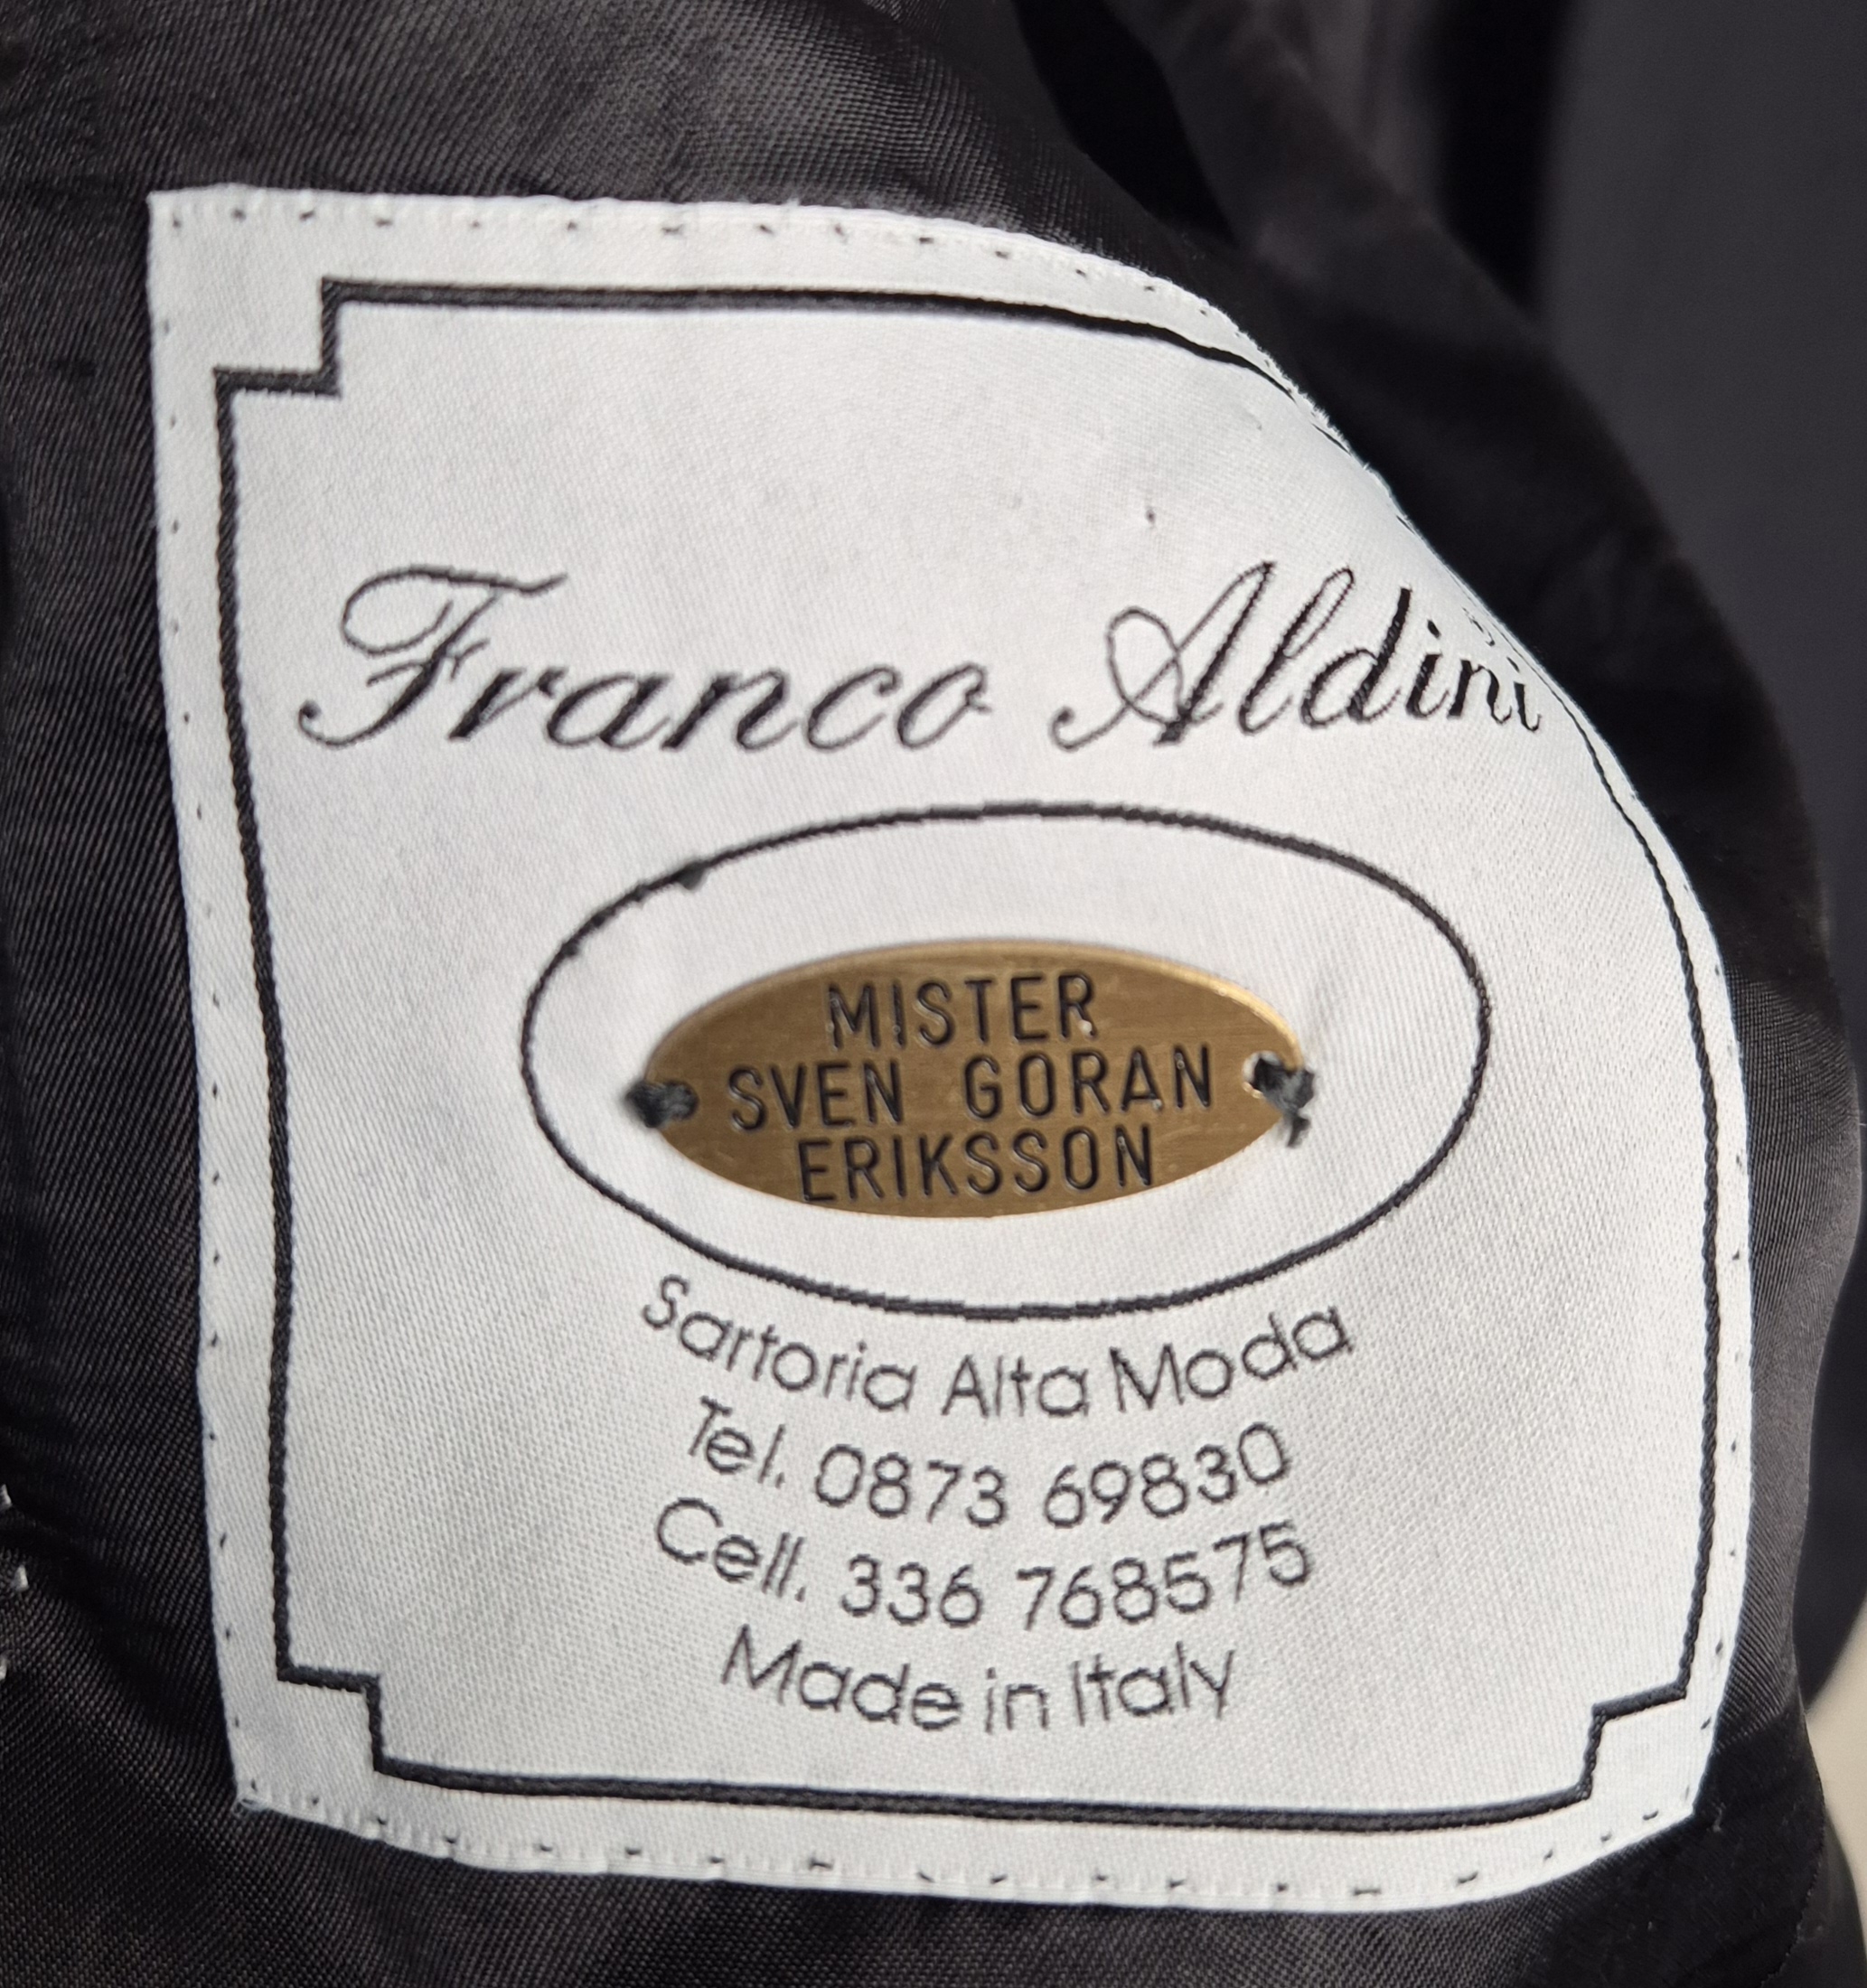 Franco Aldini
MISTER
SVEN GORAN
ERIKSSON
Sartoria Alta Moda
Tel. 0873 69830
Cell. 336 768575
Made in Italy